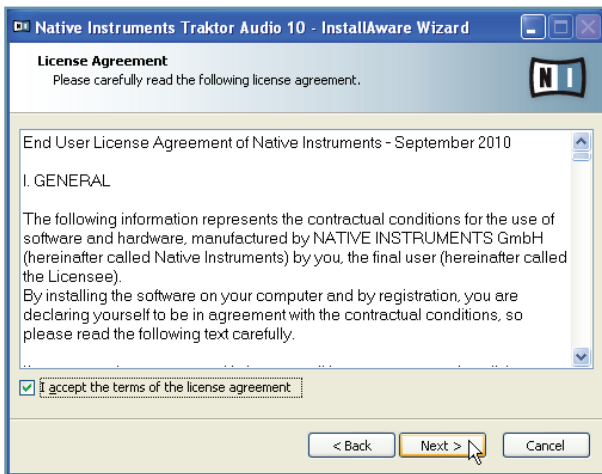 Native Instruments Traktor Audio 10 - InstallAware Wizard
License Agreement
Please carefully read the following license agreement.
N I
End User License Agreement of Native Instruments - September 2010
I. GENERAL
The following information represents the contractual conditions for the use of
software and hardware, manufactured by NATIVE INSTRUMENTS GmbH
(hereinafter called Native Instruments) by you, the final user (hereinafter called
the Licensee).
By installing the software on your computer and by registration, you are
declaring yourself to be in agreement with the contractual conditions, so
please read the following text carefully.
I accept the terms of the license agreement
< Back Next > Cancel